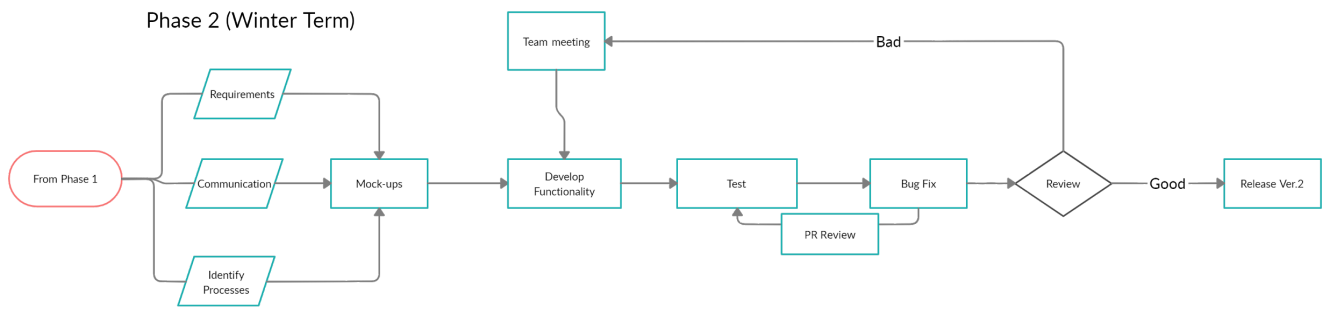 Phase 2 (Winter Term)
Team meeting
Bad
Requirements
From Phase 1
Communication
Mock-ups
Develop
Functionality
Test
Bug Fix
Review
Good
Release Ver.2
PR Review
Identify
Processes